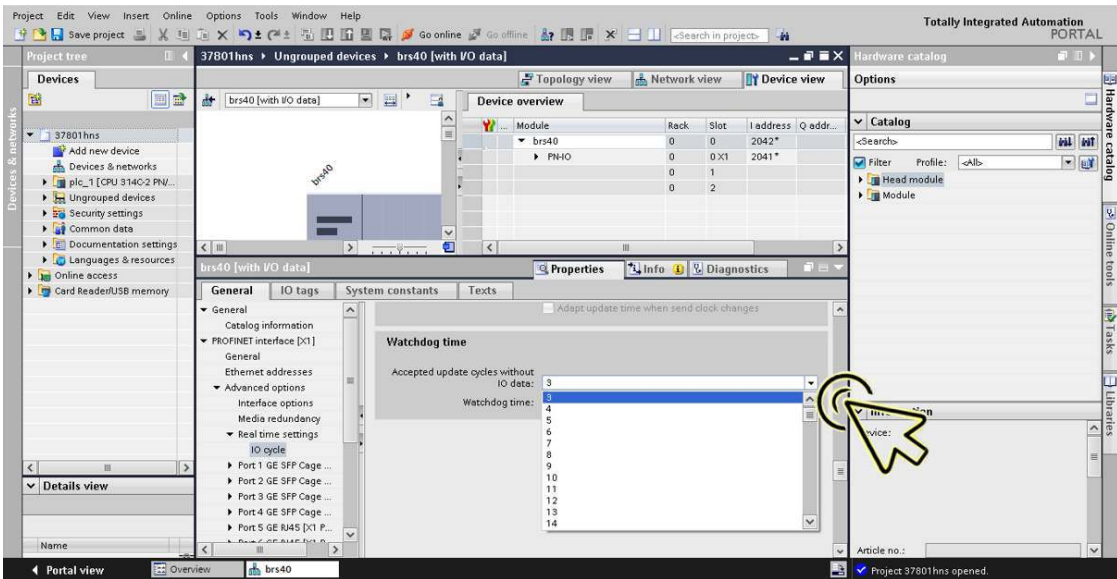 Project Edit View Insert Online Options Tools Window Help
Totally Integrated Automation
PORTAL
Save project
Go online
Go offline
<Search in project>
Project tree
37801hns Ungrouped devices brs40 [with I/O data]
Hardware catalog
Devices
Topology view
Network view
Device view
Options
brs40 [with I/O data]
Device overview
Catalog
<Search>
Filter Profile: <All>
Head module
Module
... Module Rack Slot I address Q addr...
brs40 0 0 2042*
PN-IO 0 0 X1 2041*
0 1
0 2
brs40
37801hns
Add new device
Devices & networks
plc_1 [CPU 314C-2 PN/...
Ungrouped devices
Security settings
Common data
Documentation settings
Languages & resources
Online access
Card Reader/USB memory
Devices & networks
Hardware catalog
Online tools
Tasks
Libraries
brs40 [with I/O data]
Properties
Info
Diagnostics
General
IO tags
System constants
Texts
General
Catalog information
PROFINET interface [X1]
General
Ethernet addresses
Advanced options
Interface options
Media redundancy
Real time settings
IO cycle
Port 1 GE SFP Cage ...
Port 2 GE SFP Cage ...
Port 3 GE SFP Cage ...
Port 4 GE SFP Cage ...
Port 5 GE RJ45 [X1 P...
Adapt update time when send clock changes
Watchdog time
Accepted update cycles without
IO data: 3
Watchdog time:
3
4
5
6
7
8
9
10
11
12
13
14
Article no.:
Details view
Name
Portal view
Overview
brs40
Project 37801hns opened.